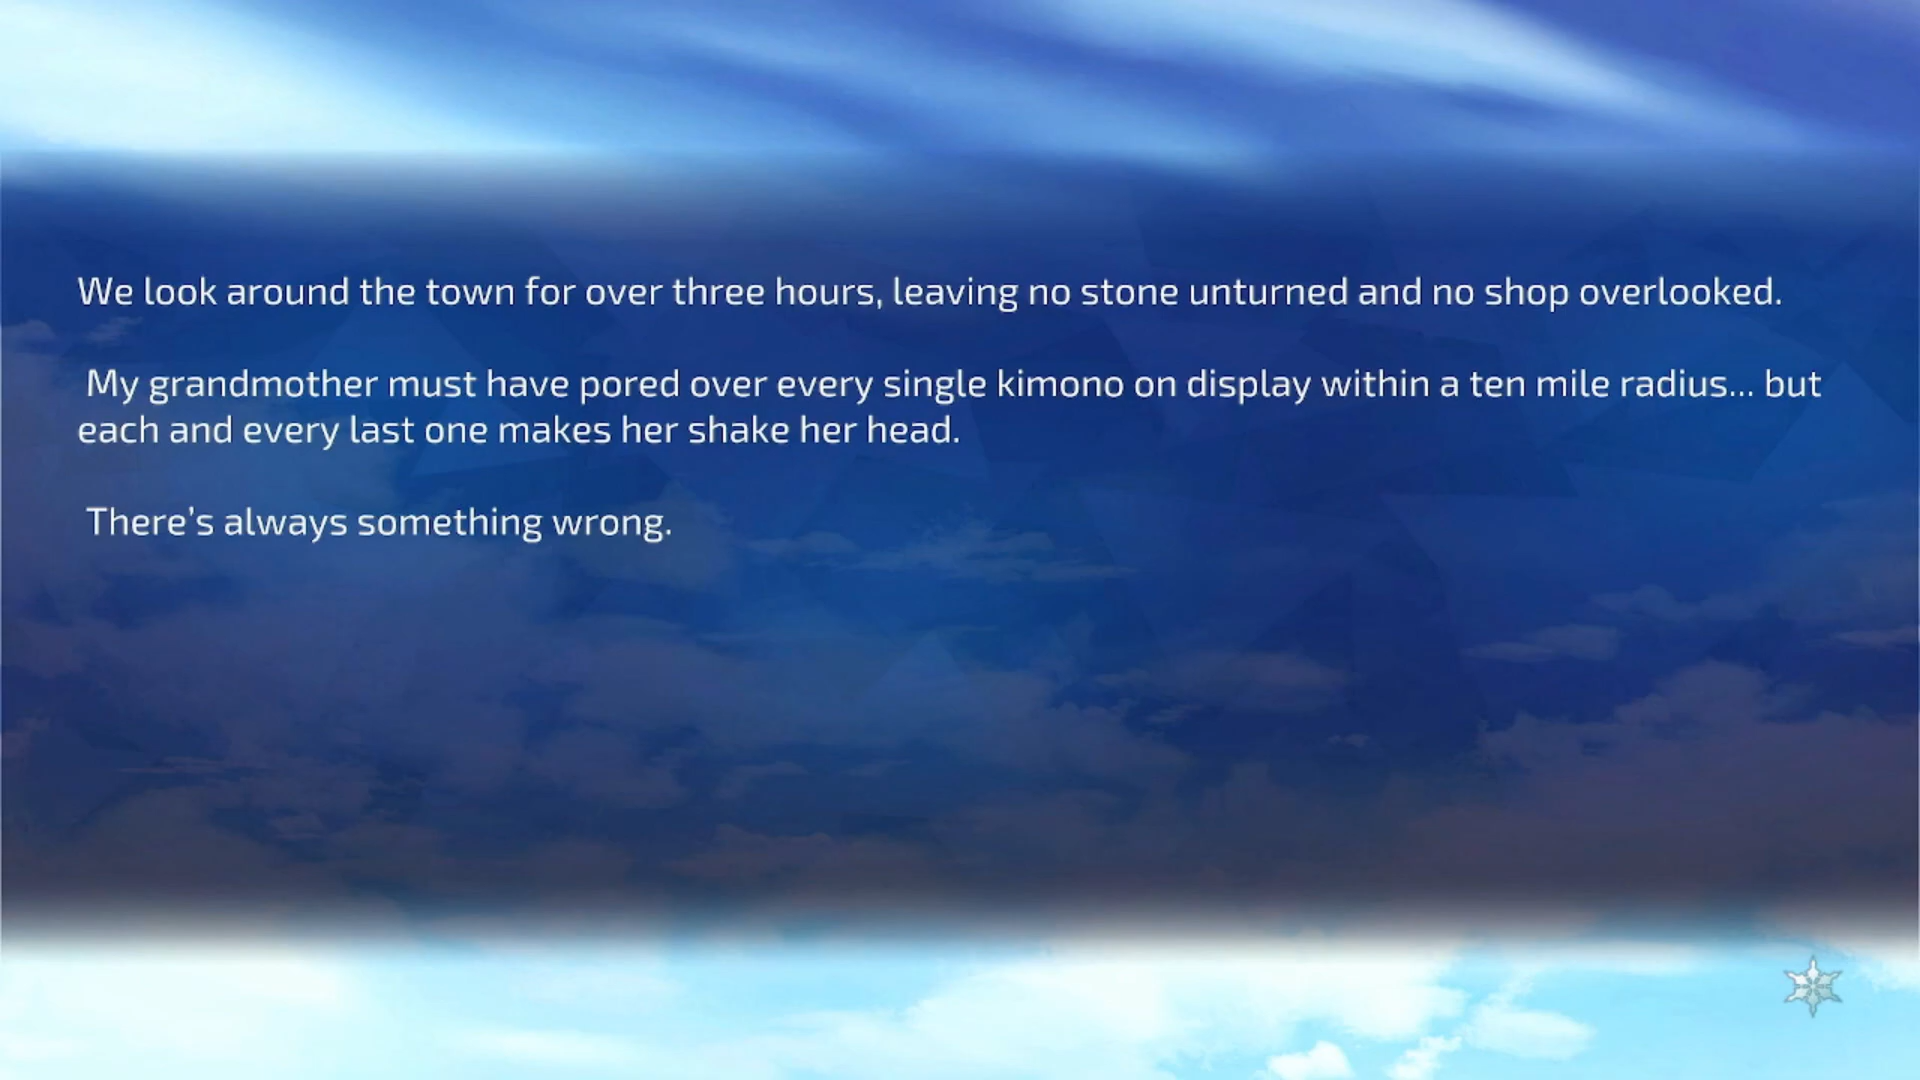 We look around the town for over three hours, leaving no stone unturned and no shop overlooked.
My grandmother must have pored over every single kimono on display within a ten mile radius... but
each and every last one makes her shake her head.
There’s always something wrong.